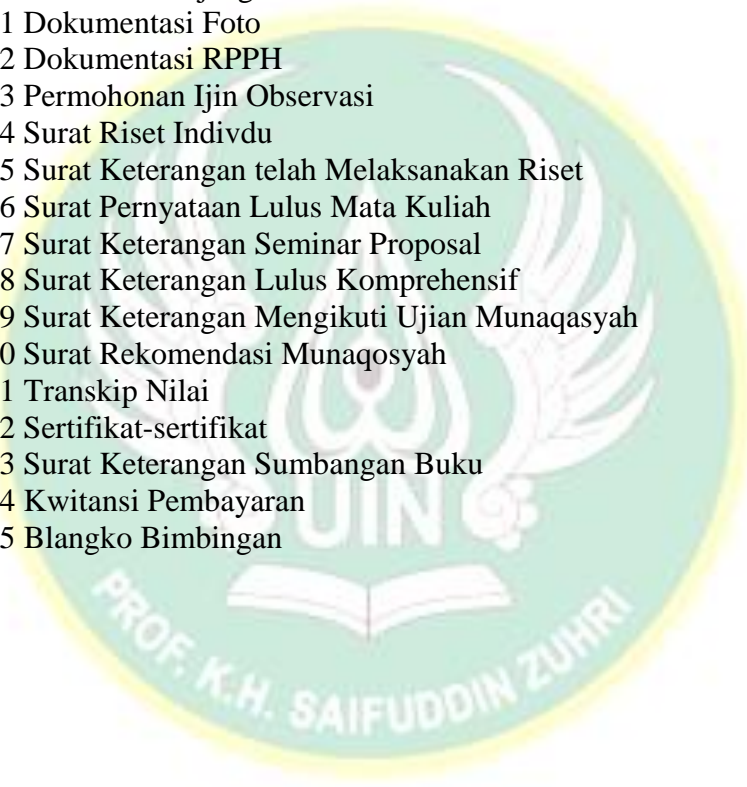 1 Dokumentasi Foto
2 Dokumentasi RPPH
3 Permohonan Ijin Observasi
4 Surat Riset Indivdu
5 Surat Keterangan telah Melaksanakan Riset
6 Surat Pernyataan Lulus Mata Kuliah
7 Surat Keterangan Seminar Proposal
8 Surat Keterangan Lulus Komprehensif
9 Surat Keterangan Mengikuti Ujian Munaqasyah
0 Surat Rekomendasi Munaqosyah
1 Transkip Nilai
2 Sertifikat-sertifikat
3 Surat Keterangan Sumbangan Buku
4 Kwitansi Pembayaran
5 Blangko Bimbingan
UIN
PROF. K.H. SAIFUDDIN ZUHRI